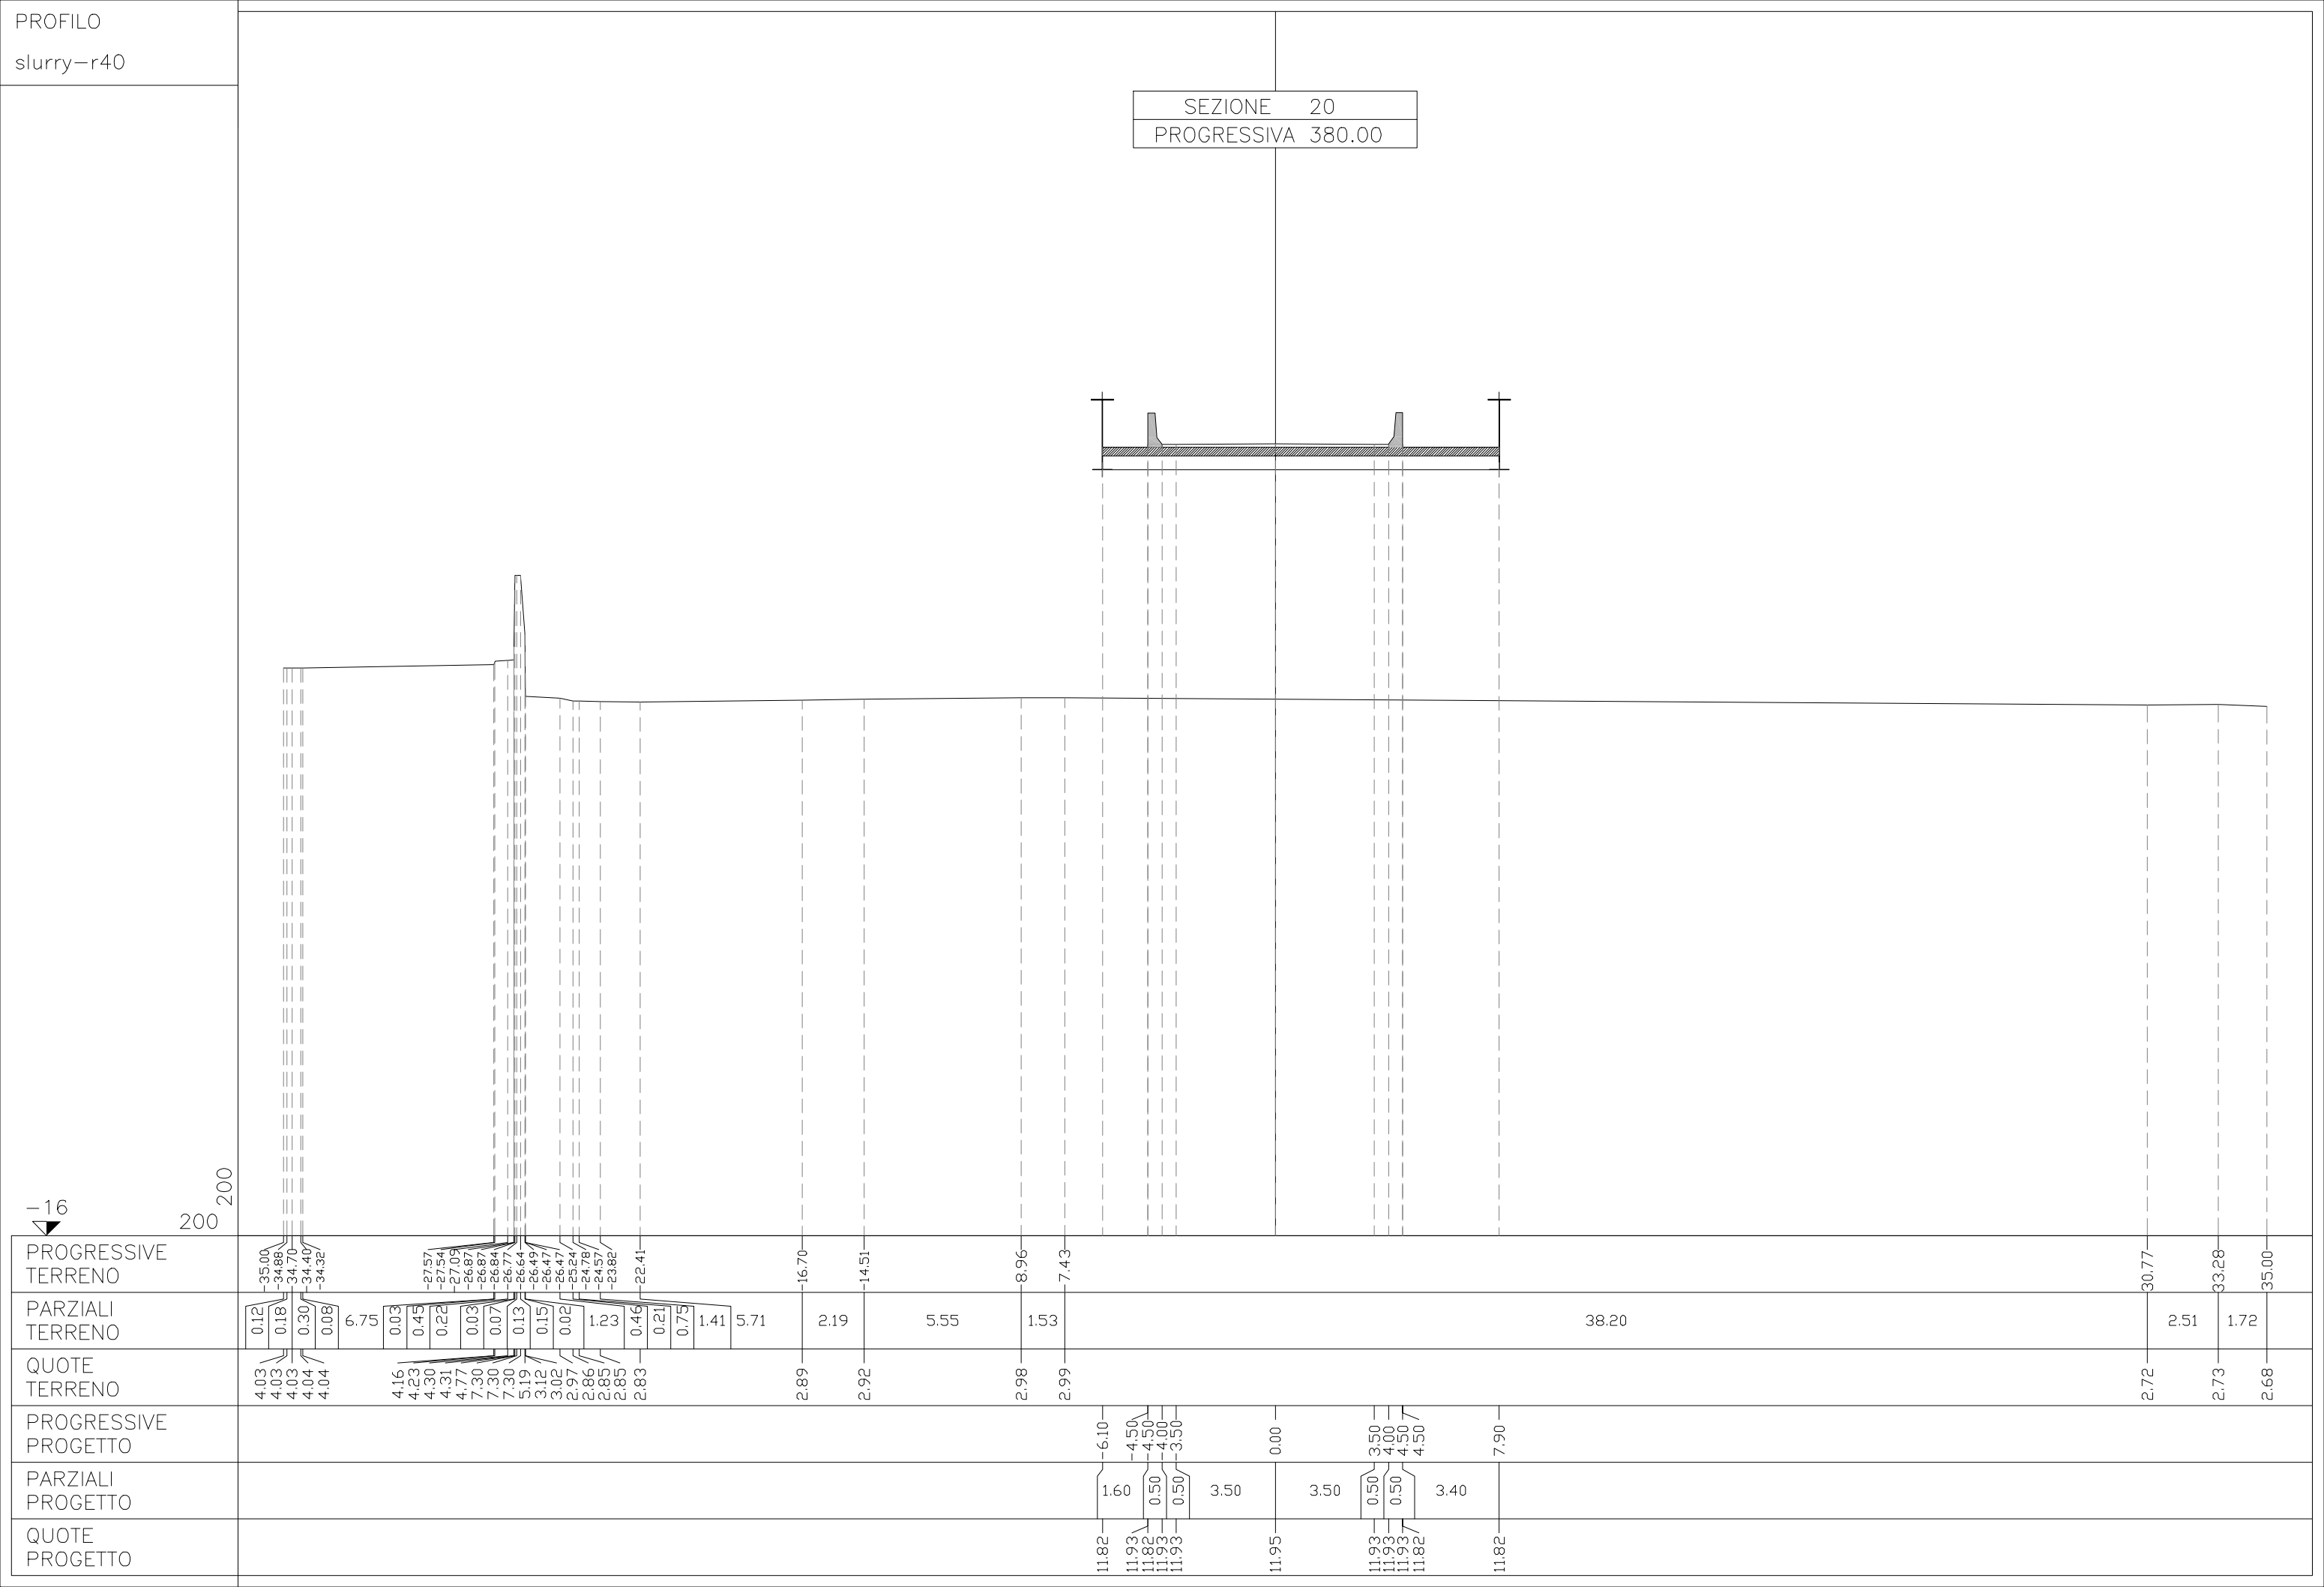 PROFILO
slurry-r40
SEZIONE 20
PROGRESSIVA 380.00
200
-16
200
PROGRESSIVE
TERRENO
-35.00 -34.88 -34.70 -34.40 -34.32 -27.57 -27.54 -27.09 -26.87 -26.87 -26.84 -26.77 -26.64 -26.49 -26.47 -26.47 -25.24 -24.78 -24.57 -23.82 -22.41 -16.70 -14.51 -8.96 -7.43 30.77 33.28 35.00
PARZIALI
TERRENO
0.12 0.18 0.30 0.08 6.75 0.03 0.45 0.22 0.03 0.07 0.13 0.15 0.02 1.23 0.46 0.21 0.75 1.41 5.71 2.19 5.55 1.53 38.20 2.51 1.72
QUOTE
TERRENO
4.03 4.03 4.03 4.04 4.04 4.16 4.23 4.30 4.31 4.77 7.30 7.30 7.30 5.19 3.12 3.02 2.97 2.86 2.85 2.85 2.83 2.89 2.92 2.98 2.99 2.72 2.73 2.68
PROGRESSIVE
PROGETTO
-6.10 -4.50 -4.50 -4.00 -3.50 0.00 3.50 4.00 4.50 4.50 7.90
PARZIALI
PROGETTO
1.60 0.50 0.50 3.50 3.50 0.50 0.50 3.40
QUOTE
PROGETTO
11.82 11.93 11.82 11.93 11.93 11.95 11.93 11.93 11.93 11.82 11.82